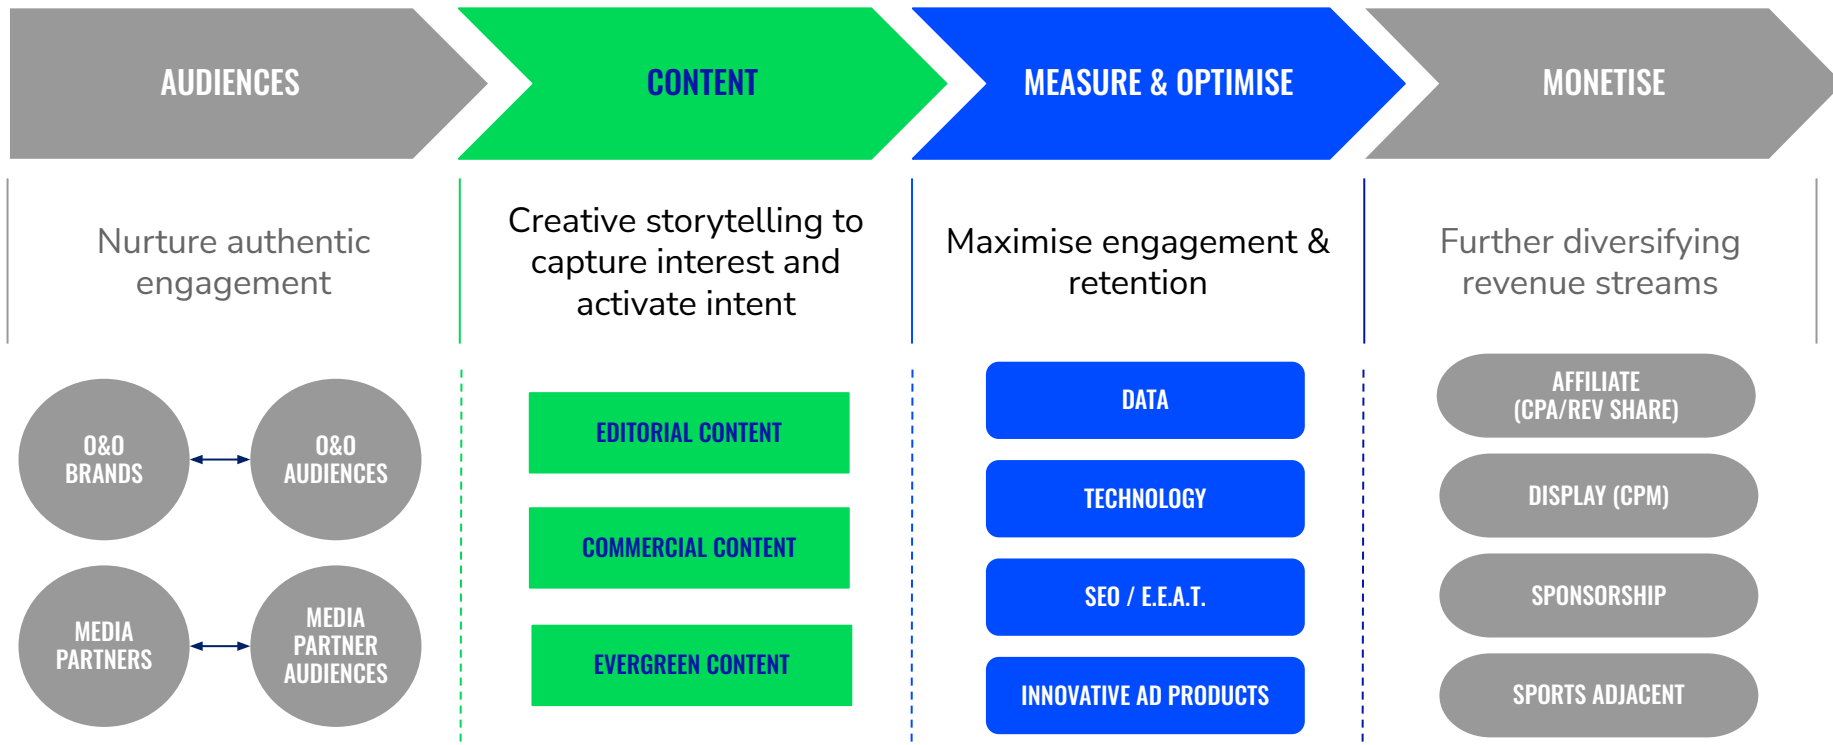 AUDIENCES
CONTENT
MEASURE & OPTIMISE
MONETISE
Nurture authentic
engagement
Creative storytelling to
capture interest and
activate intent
Maximise engagement &
retention
Further diversifying
revenue streams
O&O
BRANDS
O&O
AUDIENCES
MEDIA
PARTNERS
MEDIA
PARTNER
AUDIENCES
EDITORIAL CONTENT
COMMERCIAL CONTENT
EVERGREEN CONTENT
DATA
TECHNOLOGY
SEO / E.E.A.T.
INNOVATIVE AD PRODUCTS
AFFILIATE
(CPA/REV SHARE)
DISPLAY (CPM)
SPONSORSHIP
SPORTS ADJACENT